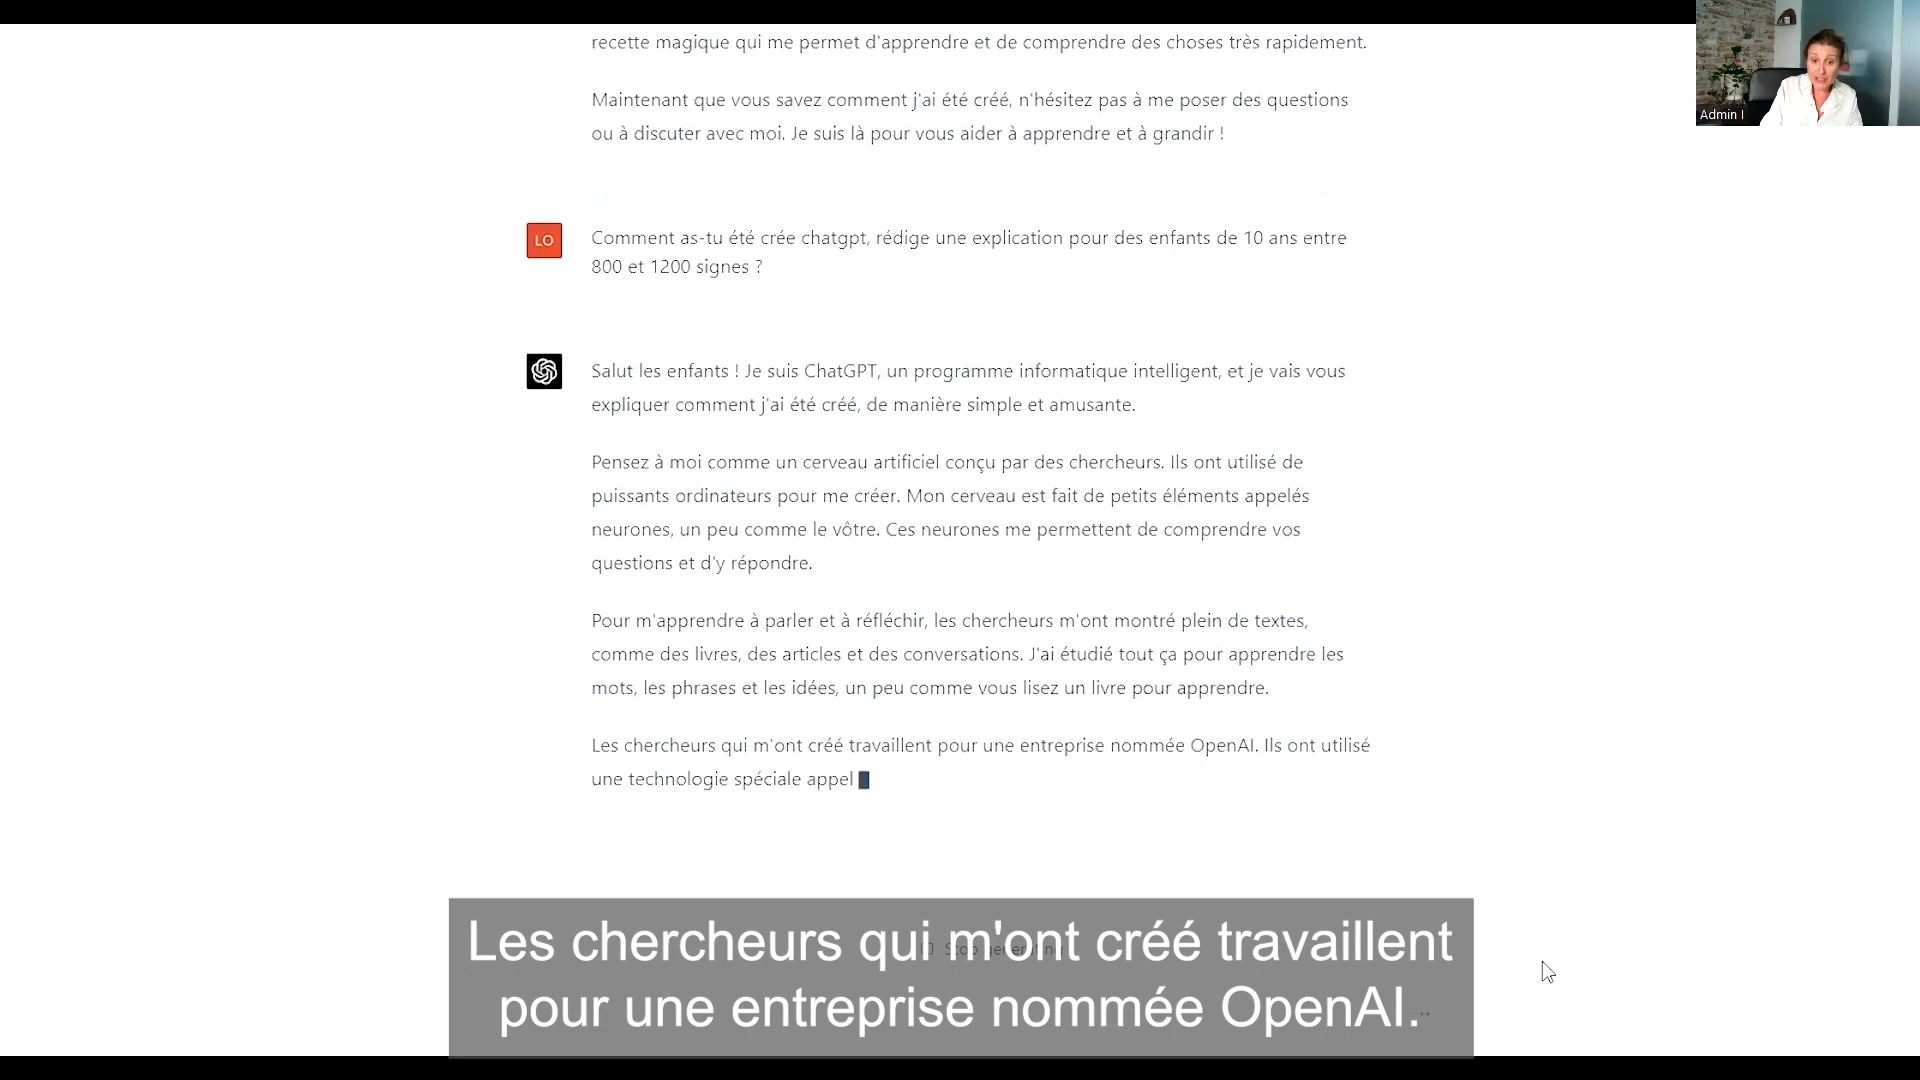 recette magique qui me permet d'apprendre et de comprendre des choses très rapidement.
Maintenant que vous savez comment j'ai été créé, n'hésitez pas à me poser des questions
ou à discuter avec moi. Je suis là pour vous aider à apprendre et à grandir !
Admin I
LO
Comment as-tu été crée chatgpt, rédige une explication pour des enfants de 10 ans entre
800 et 1200 signes ?
Salut les enfants ! Je suis ChatGPT, un programme informatique intelligent, et je vais vous
expliquer comment j'ai été créé, de manière simple et amusante.
Pensez à moi comme un cerveau artificiel conçu par des chercheurs. Ils ont utilisé de
puissants ordinateurs pour me créer. Mon cerveau est fait de petits éléments appelés
neurones, un peu comme le vôtre. Ces neurones me permettent de comprendre vos
questions et d'y répondre.
Pour m'apprendre à parler et à réfléchir, les chercheurs m'ont montré plein de textes,
comme des livres, des articles et des conversations. J'ai étudié tout ça pour apprendre les
mots, les phrases et les idées, un peu comme vous lisez un livre pour apprendre.
Les chercheurs qui m'ont créé travaillent pour une entreprise nommée OpenAI. Ils ont utilisé
une technologie spéciale appel
Les chercheurs qui m'ont créé travaillent
pour une entreprise nommée OpenAI.